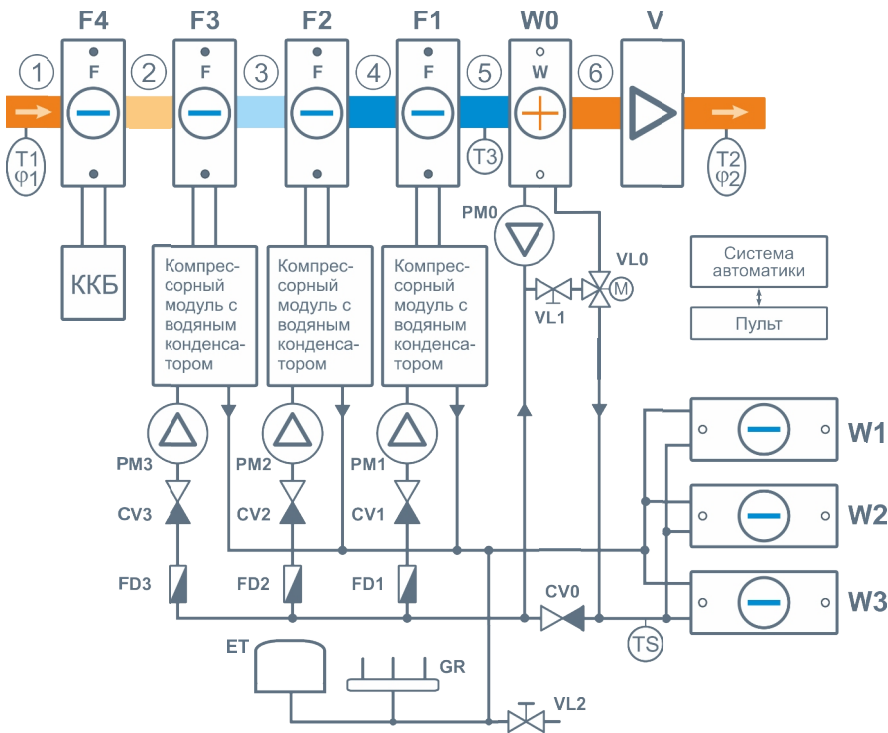 F4
F3
F2
F1
W0
V
1
F
2
F
3
F
4
F
5
W
6
T1
φ1
T3
T2
φ2
PM0
ККБ
Компрес-
сорный
модуль с
водяным
конденса-
тором
Компрес-
сорный
модуль с
водяным
конденса-
тором
Компрес-
сорный
модуль с
водяным
конденса-
тором
VL0
M
VL1
Система
автоматики
Пульт
PM3
PM2
PM1
W1
CV3
CV2
CV1
W2
FD3
FD2
FD1
CV0
W3
TS
ET
GR
VL2